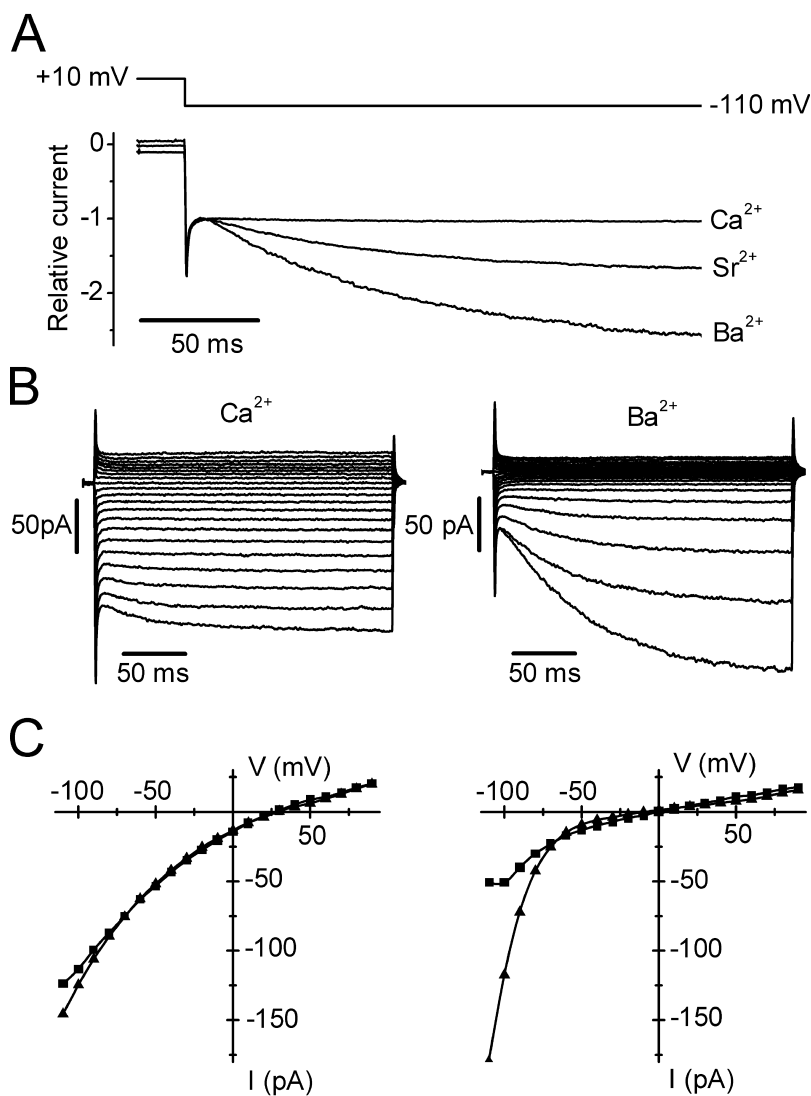 A
+10 mV
-110 mV
Relative current
0
-1
-2
Ca2+
Sr2+
Ba2+
50 ms
B
Ca2+
Ba2+
50pA
50 pA
50 ms
50 ms
C
V (mV)
V (mV)
-100 -50
50
-100 -50
50
-50
-50
-100
-100
-150
-150
I (pA)
I (pA)